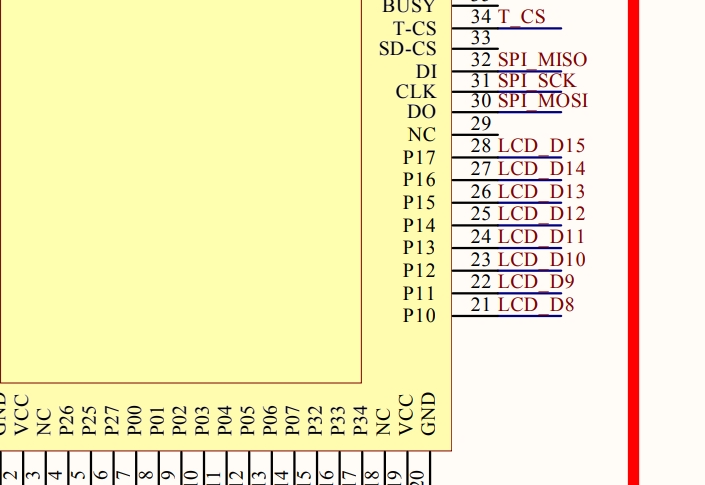 BUSY
T-CS 34 T_CS
SD-CS 33
DI 32 SPI_MISO
CLK 31 SPI_SCK
DO 30 SPI_MOSI
NC 29
P17 28 LCD_D15
P16 27 LCD_D14
P15 26 LCD_D13
P14 25 LCD_D12
P13 24 LCD_D11
P12 23 LCD_D10
P11 22 LCD_D9
P10 21 LCD_D8
GND VCC NC P26 P25 P27 P00 P01 P02 P03 P04 P05 P06 P07 P32 P33 P34 NC VCC GND
2 3 4 5 6 7 8 9 10 11 12 13 14 15 16 17 18 19 20